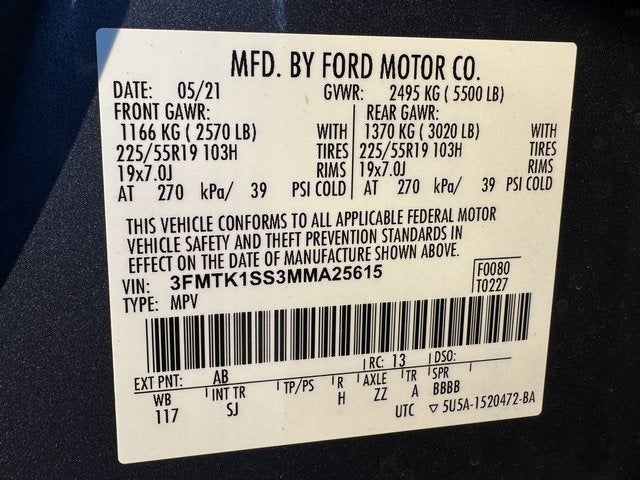 MFD. BY FORD MOTOR CO.
DATE: 05/21 GVWR: 2495 KG ( 5500 LB)
FRONT GAWR: REAR GAWR:
1166 KG ( 2570 LB) WITH 1370 KG ( 3020 LB) WITH
225/55R19 103H TIRES 225/55R19 103H TIRES
19x7.0J RIMS 19x7.0J RIMS
AT 270 kPa/ 39 PSI COLD AT 270 kPa/ 39 PSI COLD
THIS VEHICLE CONFORMS TO ALL APPLICABLE FEDERAL MOTOR
VEHICLE SAFETY AND THEFT PREVENTION STANDARDS IN
EFFECT ON THE DATE OF MANUFACTURE SHOWN ABOVE.
VIN: 3FMTK1SS3MMA25615 F0080
TYPE: MPV T0227
EXT PNT: AB RC: 13 DSO:
WB INT TR TP/PS R AXLE TR SPR
117 SJ H ZZ A BBBB
UTC ▽ 5U5A-1520472-BA